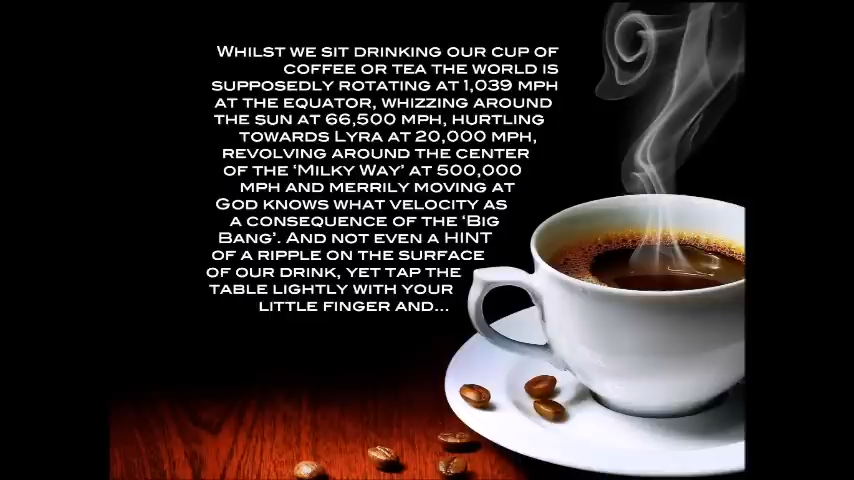 Whilst we sit drinking our cup of
coffee or tea the world is
supposedly rotating at 1,039 mph
at the equator, whizzing around
the sun at 66,500 mph, hurtling
towards Lyra at 20,000 mph,
revolving around the center
of the ‘Milky Way’ at 500,000
mph and merrily moving at
God knows what velocity as
a consequence of the ‘Big
Bang’. And not even a HINT
of a ripple on the surface
of our drink, yet tap the
table lightly with your
little finger and...